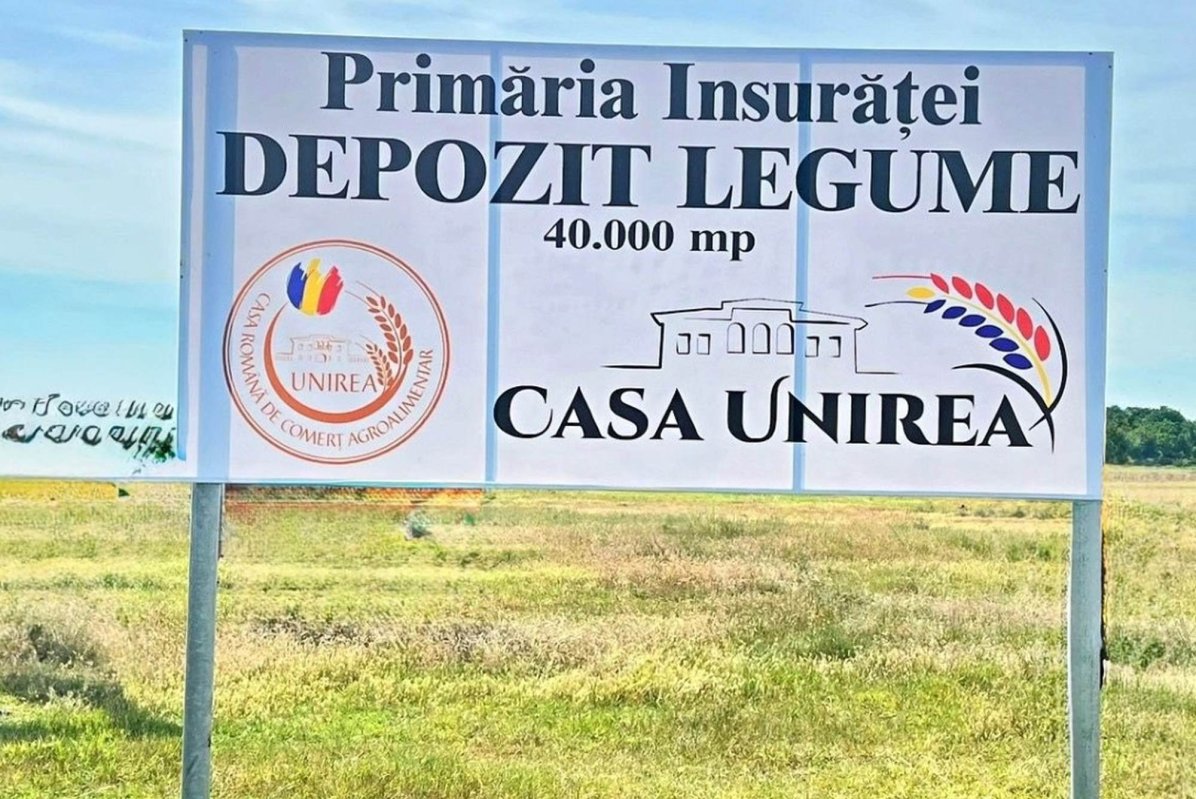 Primăria Insurăței
DEPOZIT LEGUME
40.000 mp
CASA ROMÂNĂ DE COMERȚ AGROALIMENTAR
UNIREA
CASA UNIREA